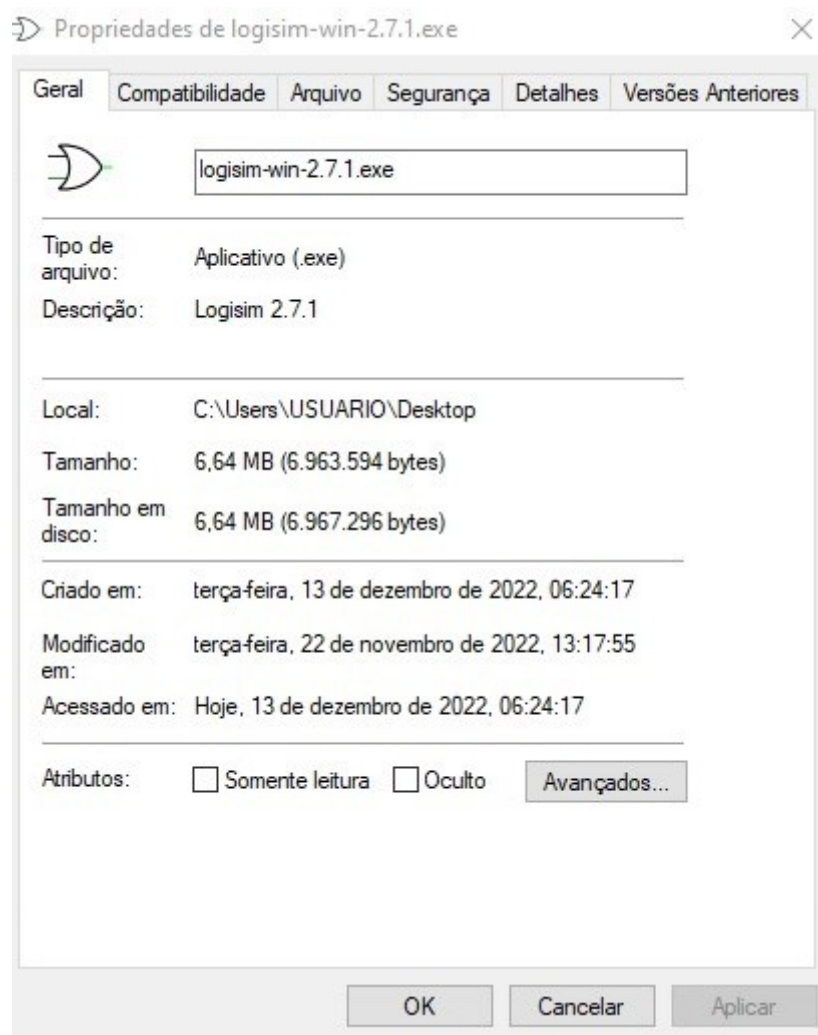 Propriedades de logisim-win-2.7.1.exe
Geral Compatibilidade Arquivo Segurança Detalhes Versões Anteriores
logisim-win-2.7.1.exe
Tipo de
arquivo: Aplicativo (.exe)
Descrição: Logisim 2.7.1
Local: C:\Users\USUARIO\Desktop
Tamanho: 6,64 MB (6.963.594 bytes)
Tamanho em
disco: 6,64 MB (6.967.296 bytes)
Criado em: terça-feira, 13 de dezembro de 2022, 06:24:17
Modificado
em: terça-feira, 22 de novembro de 2022, 13:17:55
Acessado em: Hoje, 13 de dezembro de 2022, 06:24:17
Atributos: Somente leitura Oculto Avançados...
OK Cancelar Aplicar